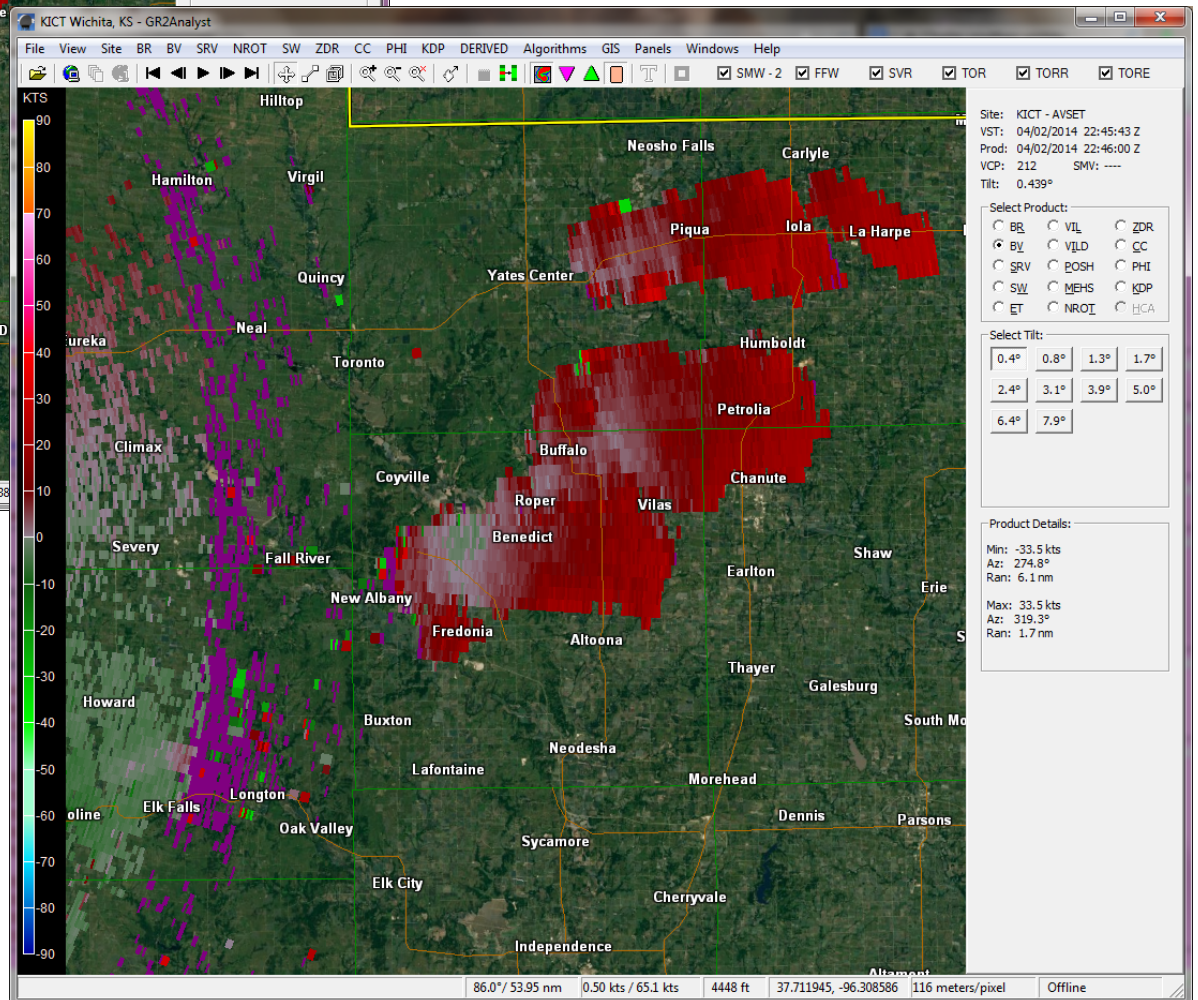 KICT Wichita, KS - GR2Analyst
File View Site BR BV SRV NROT SW ZDR CC PHI KDP DERIVED Algorithms GIS Panels Windows Help
SMW - 2 FFW SVR TOR TORR TORE
KTS
90
80
70
60
50
40
30
20
10
0
-10
-20
-30
-40
-50
-60
-70
-80
-90
Hilltop
Neosho Falls
Carlyle
Hamilton
Virgil
Piqua
Iola
La Harpe
Quincy
Yates Center
Neal
Eureka
Toronto
Humboldt
Petrolia
Climax
Buffalo
Coyville
Chanute
Roper
Vilas
Benedict
Severy
Fall River
Shaw
Earlton
Erie
New Albany
Fredonia
Altoona
Thayer
Galesburg
Howard
Buxton
South Mo
Neodesha
Lafontaine
Morehead
Longton
Elk Falls
oline
Dennis
Parsons
Oak Valley
Sycamore
Elk City
Cherryvale
Independence
Altamont
Site: KICT - AVSET
VST: 04/02/2014 22:45:43 Z
Prod: 04/02/2014 22:46:00 Z
VCP: 212 SMV: ----
Tilt: 0.439°
Select Product:
BR VIL ZDR
BV VILD CC
SRV POSH PHI
SW MEHS KDP
ET NROT HCA
Select Tilt:
0.4° 0.8° 1.3° 1.7°
2.4° 3.1° 3.9° 5.0°
6.4° 7.9°
Product Details:
Min: -33.5 kts
Az: 274.8°
Ran: 6.1 nm
Max: 33.5 kts
Az: 319.3°
Ran: 1.7 nm
86.0°/ 53.95 nm 0.50 kts / 65.1 kts 4448 ft 37.711945, -96.308586 116 meters/pixel Offline